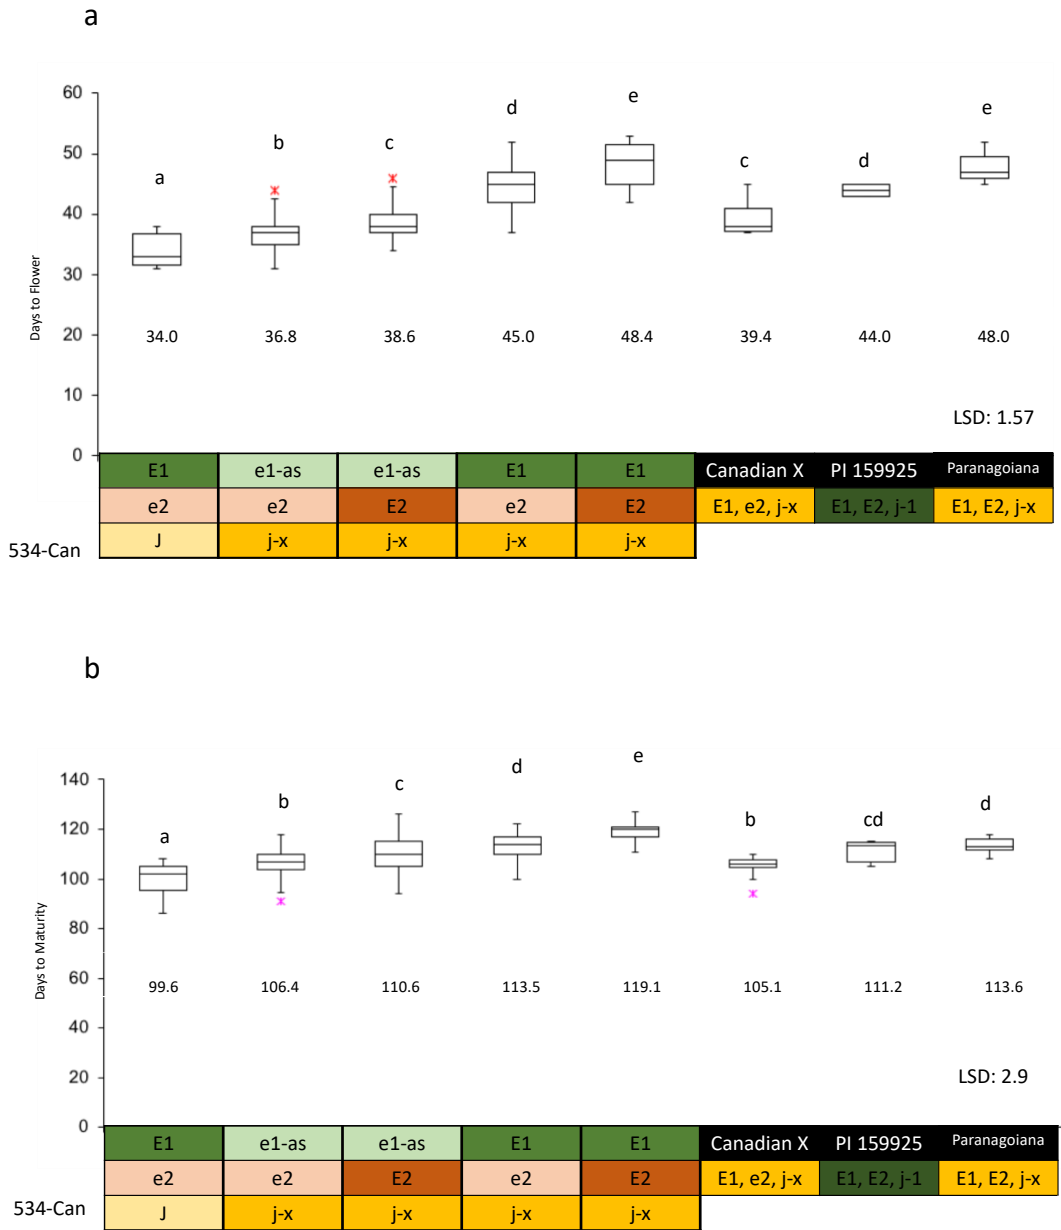 a
60
50
40
30
20
10
0
Days to Flower
a
b
c
d
e
c
d
e
34.0 36.8 38.6 45.0 48.4 39.4 44.0 48.0
LSD: 1.57
E1 e1-as e1-as E1 E1 Canadian X PI 159925 Paranagoiana
e2 e2 E2 e2 E2 E1, e2, j-x E1, E2, j-1 E1, E2, j-x
534-Can J j-x j-x j-x j-x
b
140
120
100
80
60
40
20
0
Days to Maturity
a
b
c
d
e
b
cd
d
99.6 106.4 110.6 113.5 119.1 105.1 111.2 113.6
LSD: 2.9
E1 e1-as e1-as E1 E1 Canadian X PI 159925 Paranagoiana
e2 e2 E2 e2 E2 E1, e2, j-x E1, E2, j-1 E1, E2, j-x
534-Can J j-x j-x j-x j-x